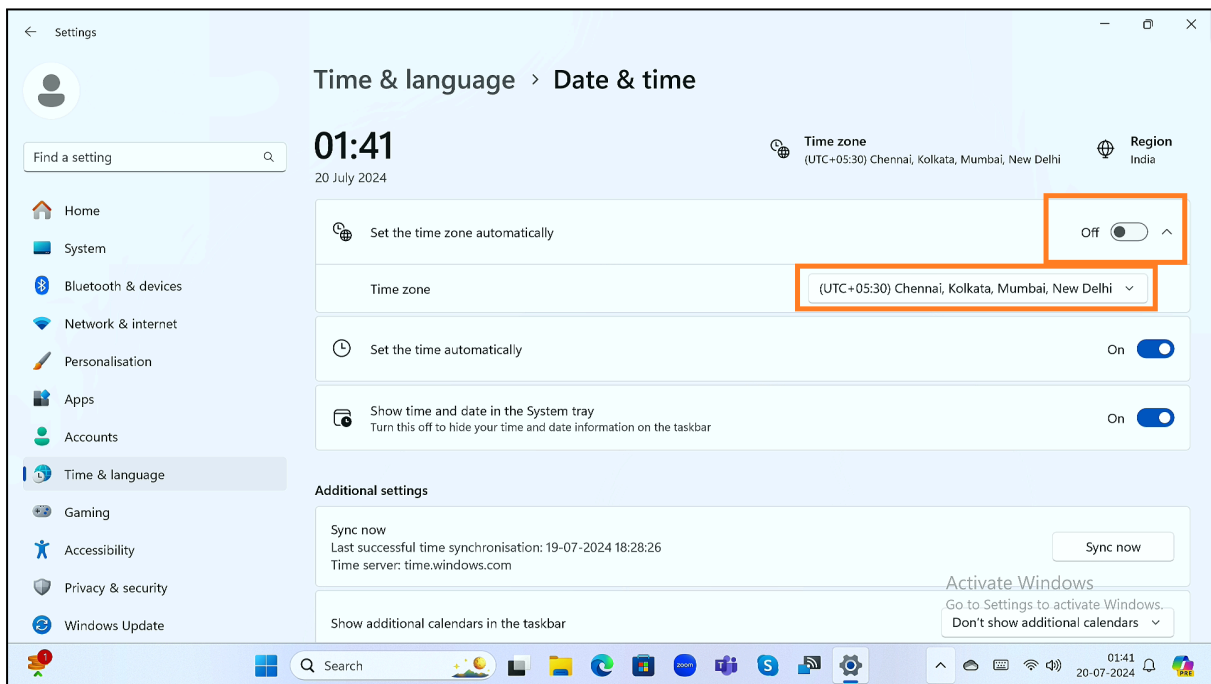 Settings
Time & language › Date & time
Find a setting
01:41
20 July 2024
Time zone
(UTC+05:30) Chennai, Kolkata, Mumbai, New Delhi
Region
India
Home
System
Bluetooth & devices
Network & internet
Personalisation
Apps
Accounts
Time & language
Gaming
Accessibility
Privacy & security
Windows Update
Set the time zone automatically
Off
Time zone
(UTC+05:30) Chennai, Kolkata, Mumbai, New Delhi
Set the time automatically
On
Show time and date in the System tray
Turn this off to hide your time and date information on the taskbar
On
Additional settings
Sync now
Last successful time synchronisation: 19-07-2024 18:28:26
Time server: time.windows.com
Sync now
Activate Windows
Go to Settings to activate Windows.
Show additional calendars in the taskbar
Don't show additional calendars
1
Search
zoom
01:41
20-07-2024
PRE